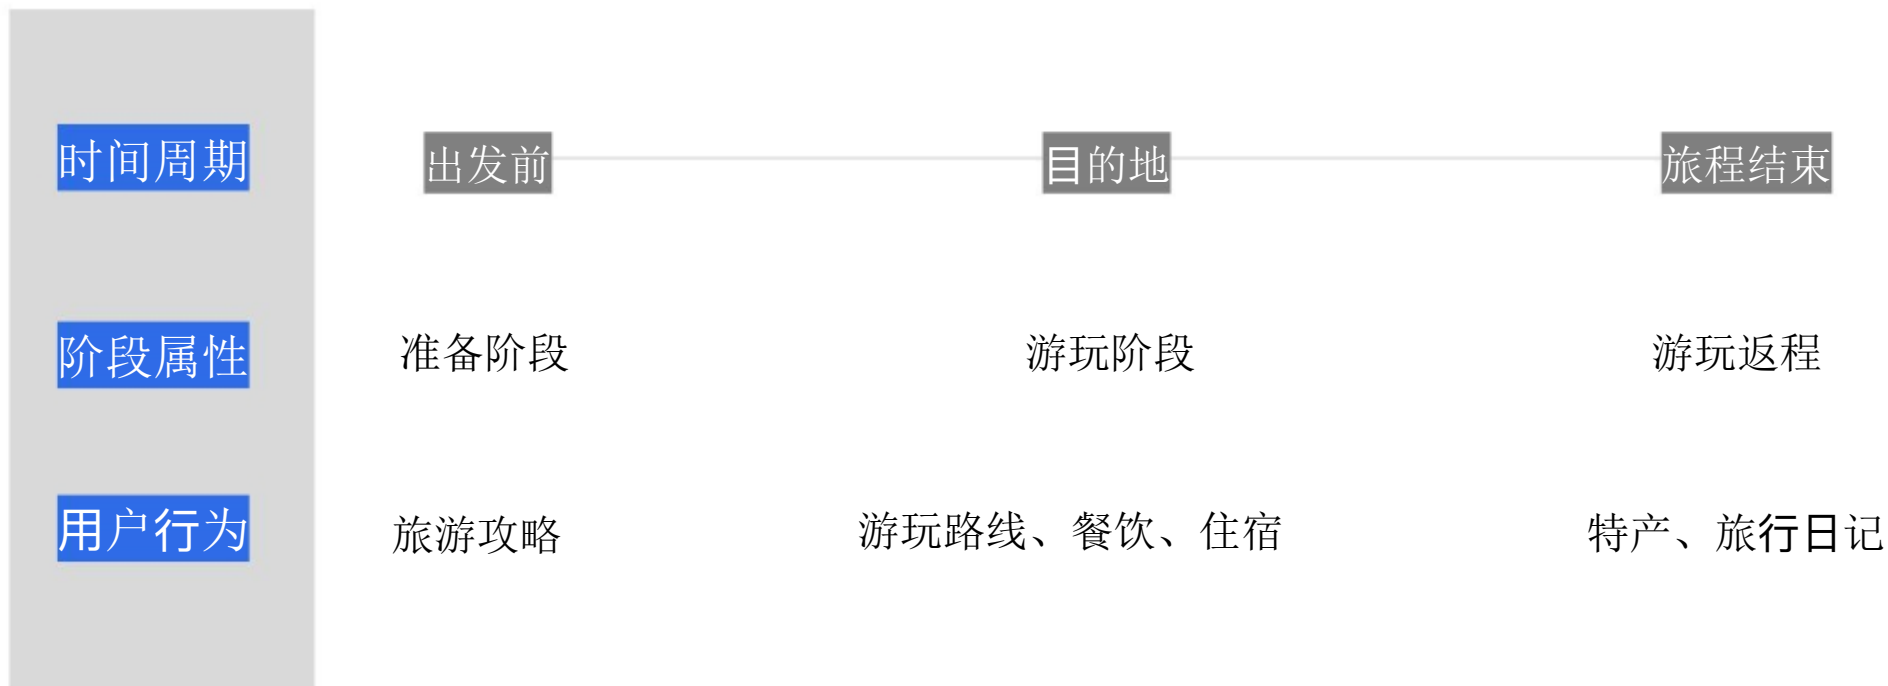 时间周期 出发前 目的地 旅程结束
阶段属性 准备阶段 游玩阶段 游玩返程
用户行为 旅游攻略 游玩路线、餐饮、住宿 特产、旅行日记